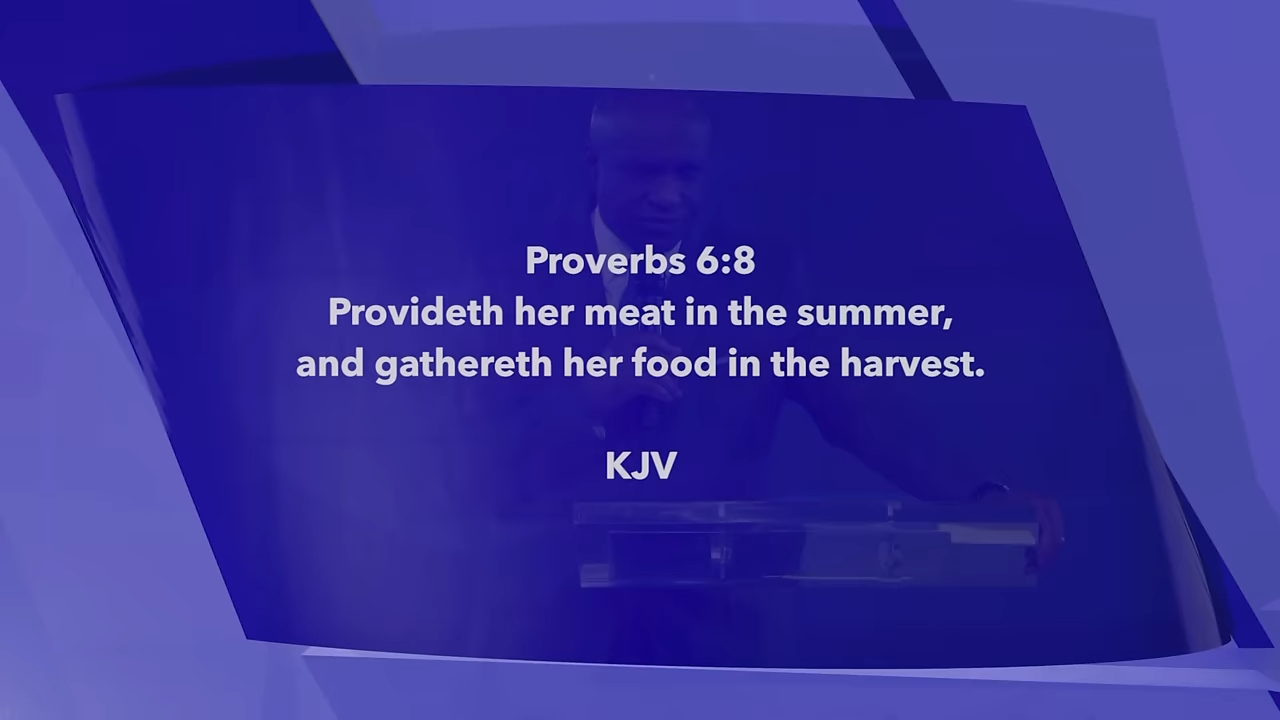 Proverbs 6:8
Provideth her meat in the summer,
and gathereth her food in the harvest.
KJV